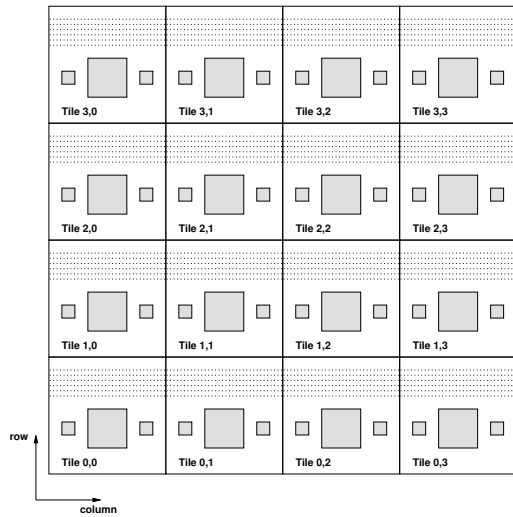 Tile 3,0 Tile 3,1 Tile 3,2 Tile 3,3
Tile 2,0 Tile 2,1 Tile 2,2 Tile 2,3
Tile 1,0 Tile 1,1 Tile 1,2 Tile 1,3
row
Tile 0,0 Tile 0,1 Tile 0,2 Tile 0,3
column